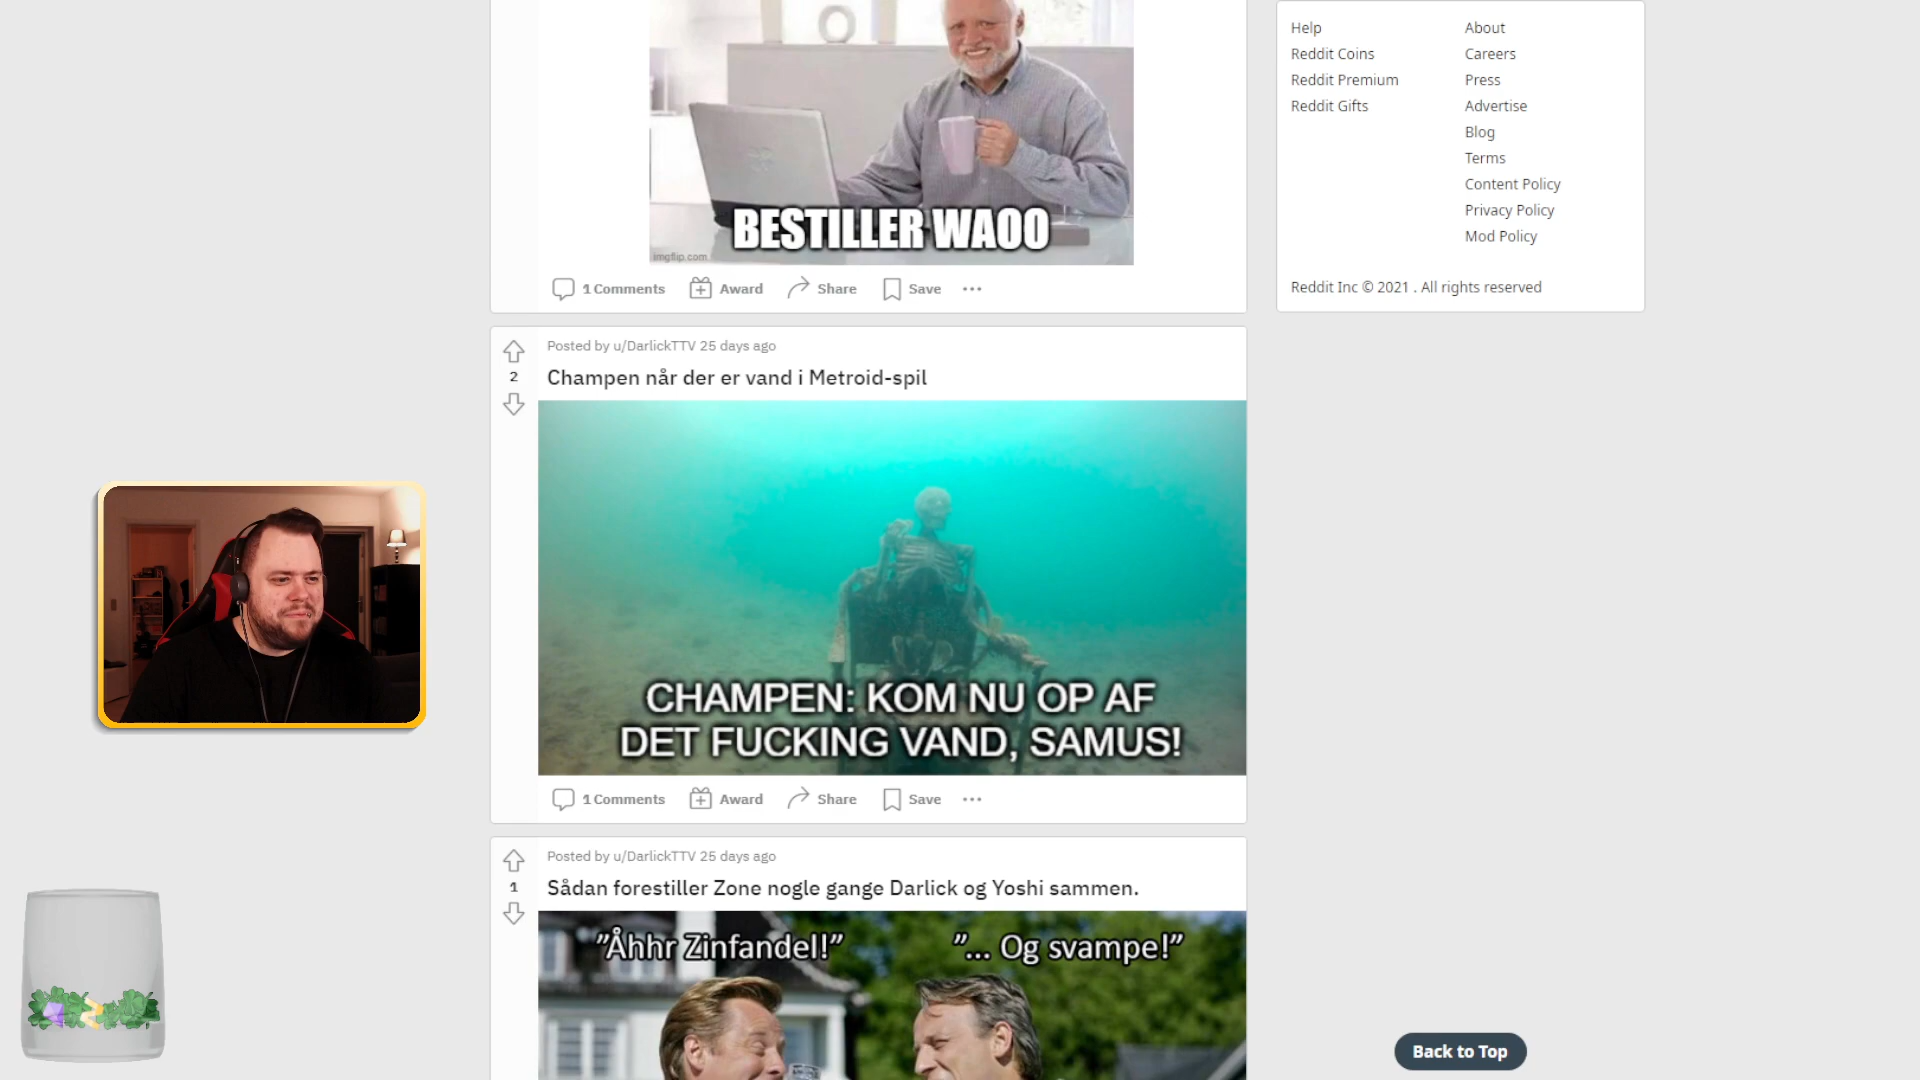 BESTILLER WAOO
imgflip.com
1 Comments
Award
Share
Save
Posted by u/DarlickTTV 25 days ago
2
Champen når der er vand i Metroid-spil
CHAMPEN: KOM NU OP AF
DET FUCKING VAND, SAMUS!
1 Comments
Award
Share
Save
Posted by u/DarlickTTV 25 days ago
1
Sådan forestiller Zone nogle gange Darlick og Yoshi sammen.
"Åhhr Zinfandel!"
"... Og svampe!"
Help
Reddit Coins
Reddit Premium
Reddit Gifts
About
Careers
Press
Advertise
Blog
Terms
Content Policy
Privacy Policy
Mod Policy
Reddit Inc © 2021 . All rights reserved
Back to Top